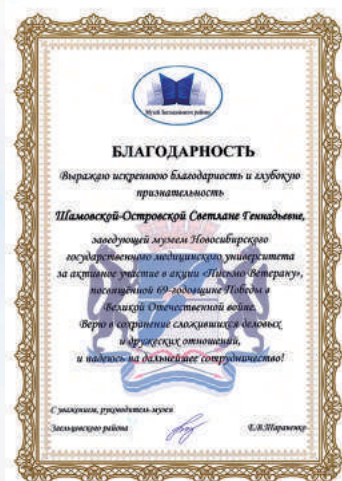 Музей Заельцовского района
БЛАГОДАРНОСТЬ
Выражаю искреннюю благодарность и глубокую
признательность
Шамовской-Островской Светлане Геннадьевне,
заведующей музеем Новосибирского
государственного медицинского университета
за активное участие в акции «Письмо Ветерану»,
посвящённой 69-годовщине Победы в
Великой Отечественной войне.
Верю в сохранение сложившихся деловых
и дружеских отношений,
и надеюсь на дальнейшее сотрудничество!
С уважением, руководитель музея
Заельцовского района
Е.В.Тараненко